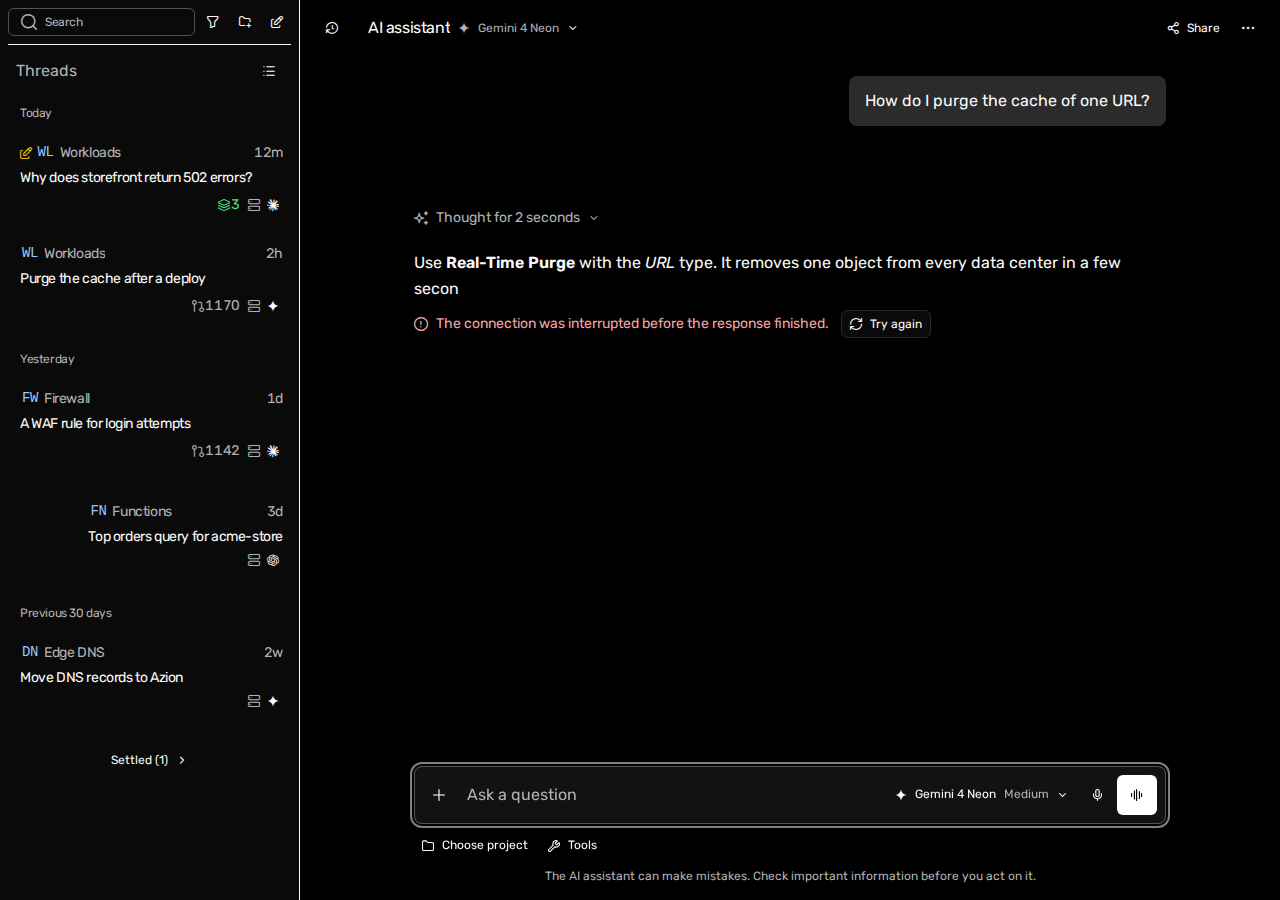 Search
Threads
Today
WL Workloads 12m
Why does storefront return 502 errors?
3
WL Workloads 2h
Purge the cache after a deploy
1170
Yesterday
FW Firewall 1d
A WAF rule for login attempts
1142
FN Functions 3d
Top orders query for acme-store
Previous 30 days
DN Edge DNS 2w
Move DNS records to Azion
Settled (1)
AI assistant Gemini 4 Neon
Share
How do I purge the cache of one URL?
Thought for 2 seconds
Use Real-Time Purge with the URL type. It removes one object from every data center in a few
secon
The connection was interrupted before the response finished. Try again
Ask a question Gemini 4 Neon Medium
Choose project Tools
The AI assistant can make mistakes. Check important information before you act on it.